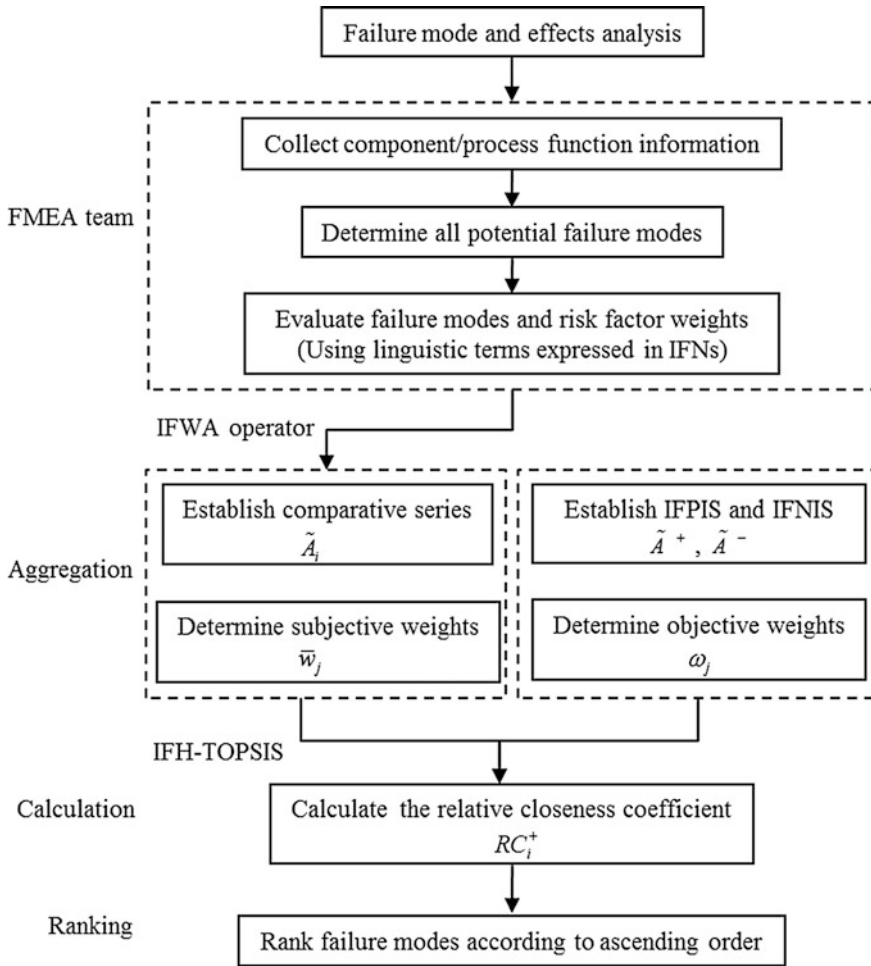 Failure mode and effects analysis
Collect component/process function information
FMEA team
Determine all potential failure modes
Evaluate failure modes and risk factor weights
(Using linguistic terms expressed in IFNs)
IFWA operator
Establish comparative series
Ã_i
Establish IFPIS and IFNIS
Ã⁺ , Ã⁻
Aggregation
Determine subjective weights
w̄_j
Determine objective weights
ω_j
IFH-TOPSIS
Calculation
Calculate the relative closeness coefficient
RC_i^+
Ranking
Rank failure modes according to ascending order